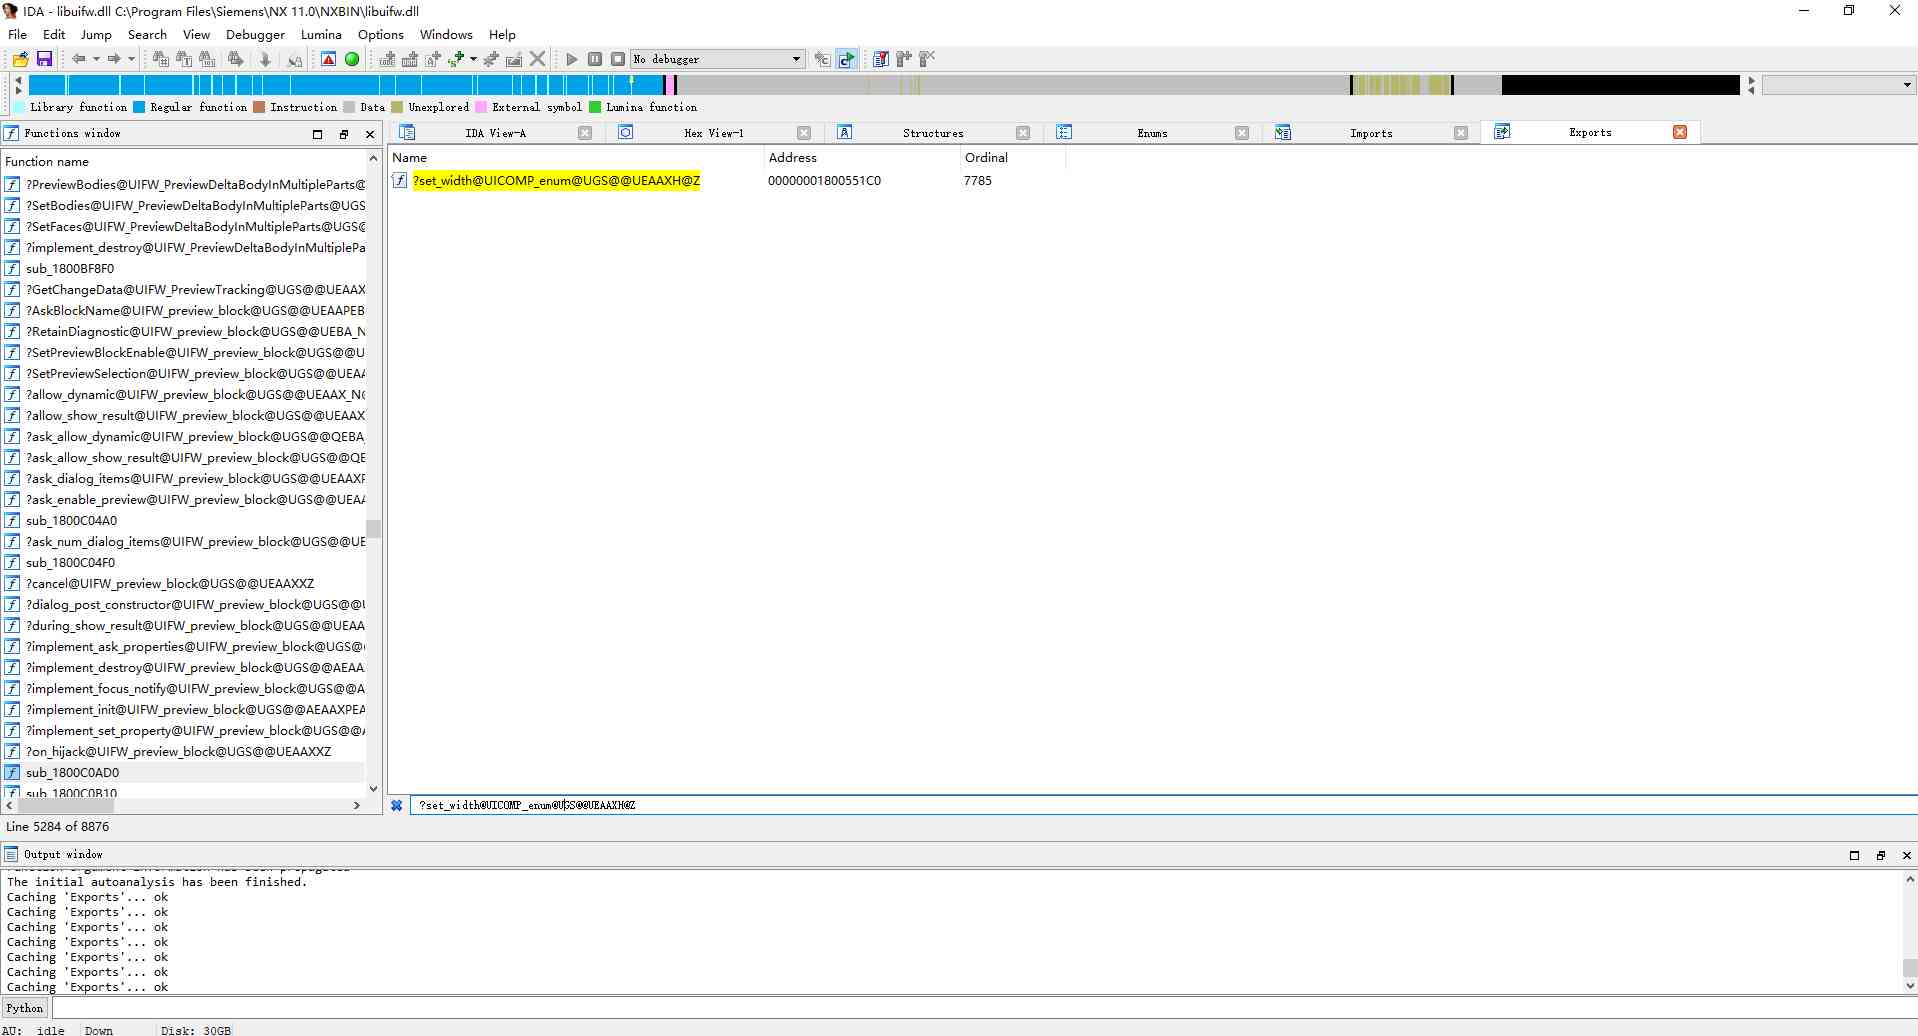 IDA - libuifw.dll C:\Program Files\Siemens\NX 11.0\NXBIN\libuifw.dll
File Edit Jump Search View Debugger Lumina Options Windows Help
No debugger
Library function Regular function Instruction Data Unexplored External symbol Lumina function
Functions window
IDA View-A Hex View-1 Structures Enums Imports Exports
Function name
?PreviewBodies@UIFW_PreviewDeltaBodyInMultipleParts@
?SetBodies@UIFW_PreviewDeltaBodyInMultipleParts@UGS
?SetFaces@UIFW_PreviewDeltaBodyInMultipleParts@UGS@
?implement_destroy@UIFW_PreviewDeltaBodyInMultiplePa
sub_1800BF8F0
?GetChangeData@UIFW_PreviewTracking@UGS@@UEAAX
?AskBlockName@UIFW_preview_block@UGS@@UEAAPEB
?RetainDiagnostic@UIFW_preview_block@UGS@@UEBA_N
?SetPreviewBlockEnable@UIFW_preview_block@UGS@@U
?SetPreviewSelection@UIFW_preview_block@UGS@@UEAA
?allow_dynamic@UIFW_preview_block@UGS@@UEAAX_N@
?allow_show_result@UIFW_preview_block@UGS@@UEAAX
?ask_allow_dynamic@UIFW_preview_block@UGS@@QEBA_
?ask_allow_show_result@UIFW_preview_block@UGS@@QE
?ask_dialog_items@UIFW_preview_block@UGS@@UEAAXP
?ask_enable_preview@UIFW_preview_block@UGS@@UEAA
sub_1800C04A0
?ask_num_dialog_items@UIFW_preview_block@UGS@@UE
sub_1800C04F0
?cancel@UIFW_preview_block@UGS@@UEAAXXZ
?dialog_post_constructor@UIFW_preview_block@UGS@@U
?during_show_result@UIFW_preview_block@UGS@@UEAA
?implement_ask_properties@UIFW_preview_block@UGS@
?implement_destroy@UIFW_preview_block@UGS@@AEAA
?implement_focus_notify@UIFW_preview_block@UGS@@A
?implement_init@UIFW_preview_block@UGS@@AEAAXPEA
?implement_set_property@UIFW_preview_block@UGS@@A
?on_hijack@UIFW_preview_block@UGS@@UEAAXXZ
sub_1800C0AD0
sub_1800C0B10
Line 5284 of 8876
Name Address Ordinal
?set_width@UICOMP_enum@UGS@@UEAAXH@Z 00000001800551C0 7785
?set_width@UICOMP_enum@UGS@@UEAAXH@Z
Output window
Function argument information has been propagated
The initial autoanalysis has been finished.
Caching 'Exports'... ok
Caching 'Exports'... ok
Caching 'Exports'... ok
Caching 'Exports'... ok
Caching 'Exports'... ok
Caching 'Exports'... ok
Caching 'Exports'... ok
Python
AU: idle Down Disk: 30GB